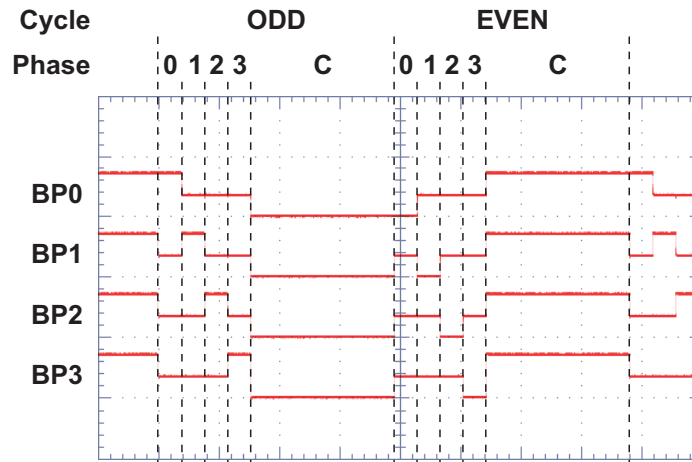 Cycle ODD EVEN
Phase 0 1 2 3 C 0 1 2 3 C
BP0
BP1
BP2
BP3